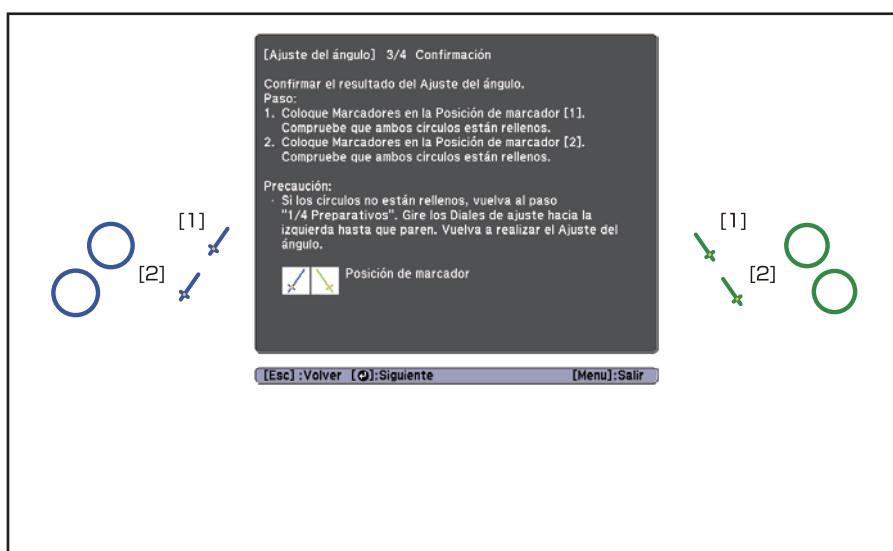 [Ajuste del ángulo] 3/4 Confirmación
Confirmar el resultado del Ajuste del ángulo.
Paso:
1. Coloque Marcadores en la Posición de marcador [1].
Compruebe que ambos círculos están rellenos.
2. Coloque Marcadores en la Posición de marcador [2].
Compruebe que ambos círculos están rellenos.
Precaución:
· Si los círculos no están rellenos, vuelva al paso
"1/4 Preparativos". Gire los Diales de ajuste hacia la
izquierda hasta que paren. Vuelva a realizar el Ajuste del
ángulo.
Posición de marcador
[1]
[2]
[1]
[2]
[Esc] :Volver [⏎]:Siguiente [Menu]:Salir